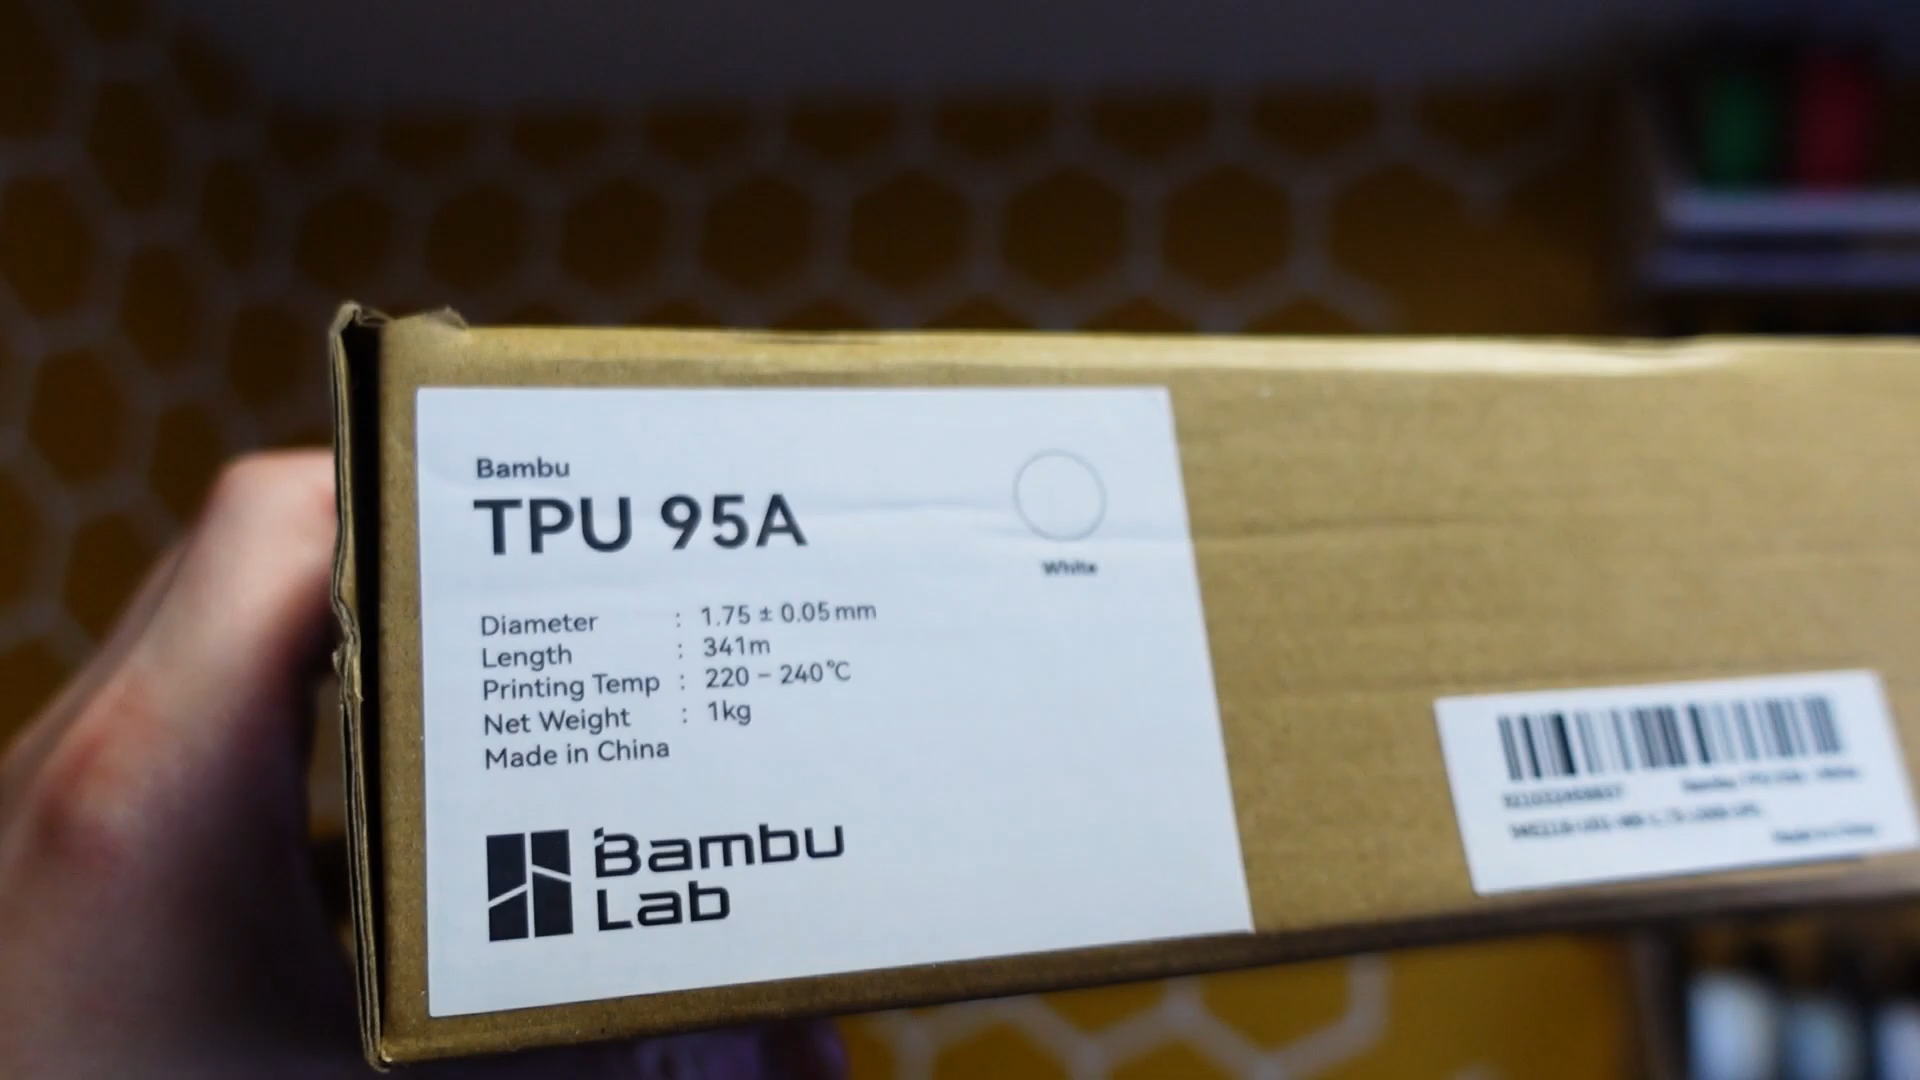 Bambu
TPU 95A
White
Diameter : 1.75 ± 0.05 mm
Length : 341m
Printing Temp : 220 – 240℃
Net Weight : 1kg
Made in China
Bambu
Lab